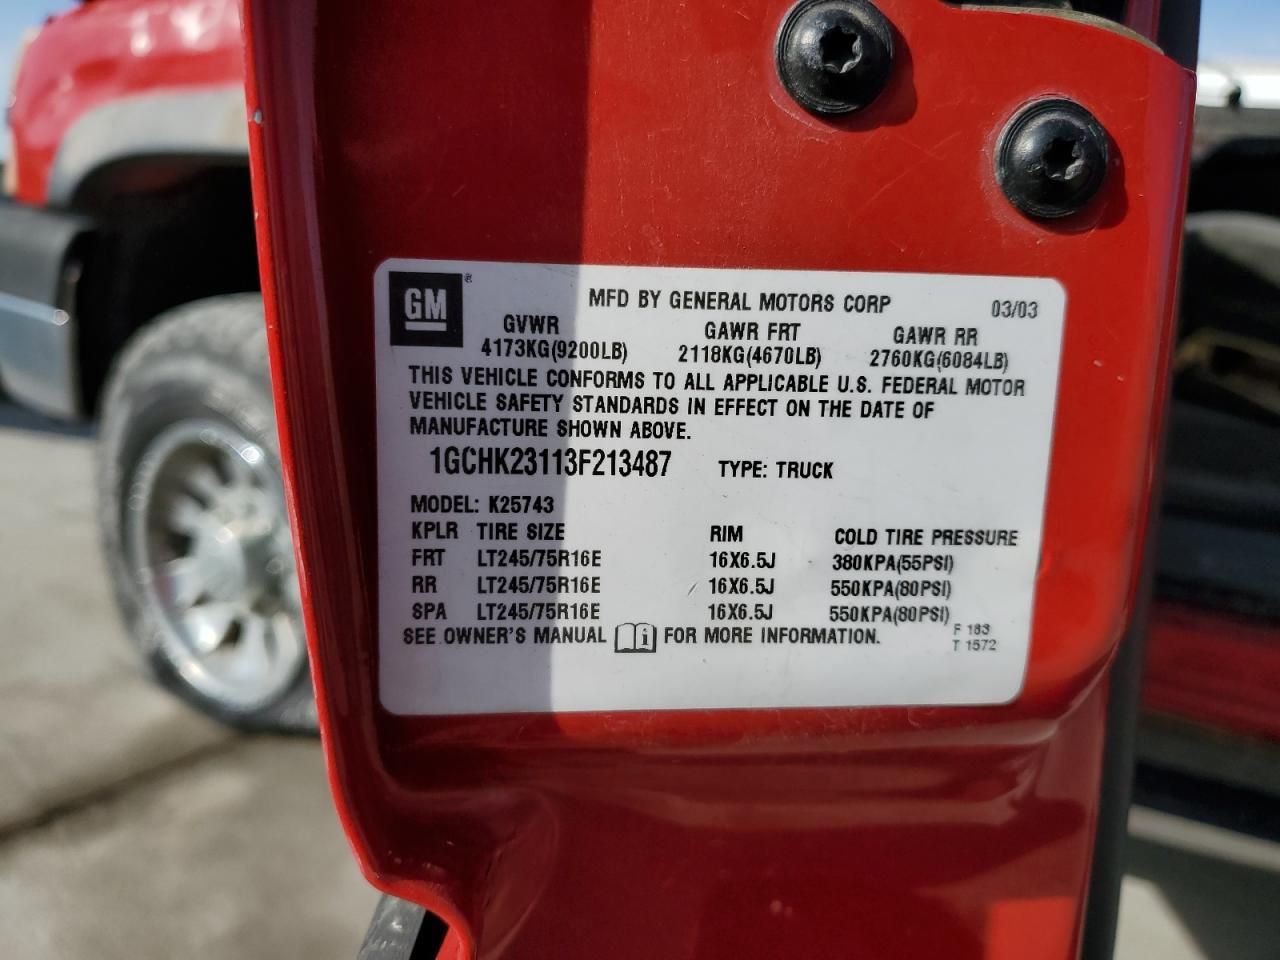 GM ®
MFD BY GENERAL MOTORS CORP 03/03
GVWR GAWR FRT GAWR RR
4173KG(9200LB) 2118KG(4670LB) 2760KG(6084LB)
THIS VEHICLE CONFORMS TO ALL APPLICABLE U.S. FEDERAL MOTOR
VEHICLE SAFETY STANDARDS IN EFFECT ON THE DATE OF
MANUFACTURE SHOWN ABOVE.
1GCHK23113F213487 TYPE: TRUCK
MODEL: K25743
KPLR TIRE SIZE RIM COLD TIRE PRESSURE
FRT LT245/75R16E 16X6.5J 380KPA(55PSI)
RR LT245/75R16E 16X6.5J 550KPA(80PSI)
SPA LT245/75R16E 16X6.5J 550KPA(80PSI)
SEE OWNER'S MANUAL i FOR MORE INFORMATION.
F 183
T 1572